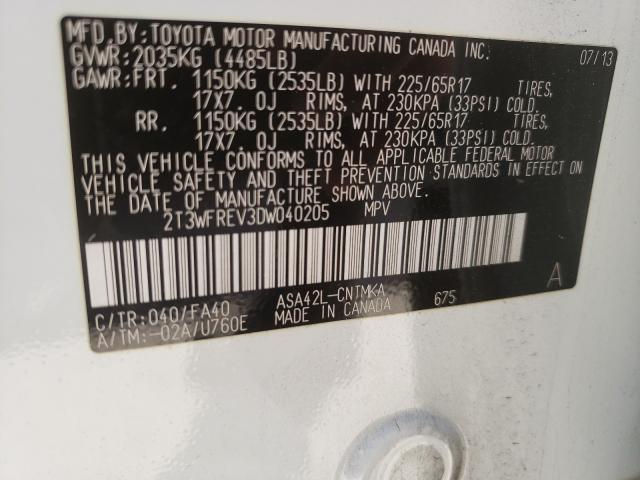 MFD. BY: TOYOTA MOTOR MANUFACTURING CANADA INC. 07/13
GVWR: 2035KG (4485LB)
GAWR: FRT. 1150KG (2535LB) WITH 225/65R17 TIRES,
17X7. 0J RIMS, AT 230KPA (33PSI) COLD.
RR. 1150KG (2535LB) WITH 225/65R17 TIRES,
17X7. 0J RIMS, AT 230KPA (33PSI) COLD.
THIS VEHICLE CONFORMS TO ALL APPLICABLE FEDERAL MOTOR
VEHICLE SAFETY AND THEFT PREVENTION STANDARDS IN EFFECT ON
THE DATE OF MANUFACTURE SHOWN ABOVE.
2T3WFREV3DW040205 MPV
A
C/TR: 040/FA40 ASA42L-CNTMKA 675
A/TM: -02A/U760E MADE IN CANADA